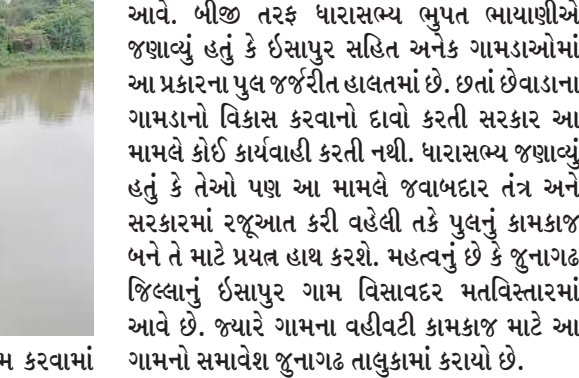 આવે. બીજી તરફ ધારાસભ્ય ભુપત ભાયાણીએ
જણાવ્યું હતું કે ઇસાપુર સહિત અનેક ગામડાઓમાં
આ પ્રકારના પુલ જર્જરીત હાલતમાં છે. છતાં છેવાડાના
ગામડાનો વિકાસ કરવાનો દાવો કરતી સરકાર આ
મામલે કોઈ કાર્યવાહી કરતી નથી. ધારાસભ્ય જણાવ્યું
હતું કે તેઓ પણ આ મામલે જવાબદાર તંત્ર અને
સરકારમાં રજૂઆત કરી વહેલી તકે પુલનું કામકાજ
બને તે માટે પ્રયત્ન હાથ કરશે. મહત્વનું છે કે જુનાગઢ
જિલ્લાનું ઇસાપુર ગામ વિસાવદર મતવિસ્તારમાં
આવે છે. જ્યારે ગામના વહીવટી કામકાજ માટે આ
ગામનો સમાવેશ જુનાગઢ તાલુકામાં કરાયો છે.
મ કરવામાં